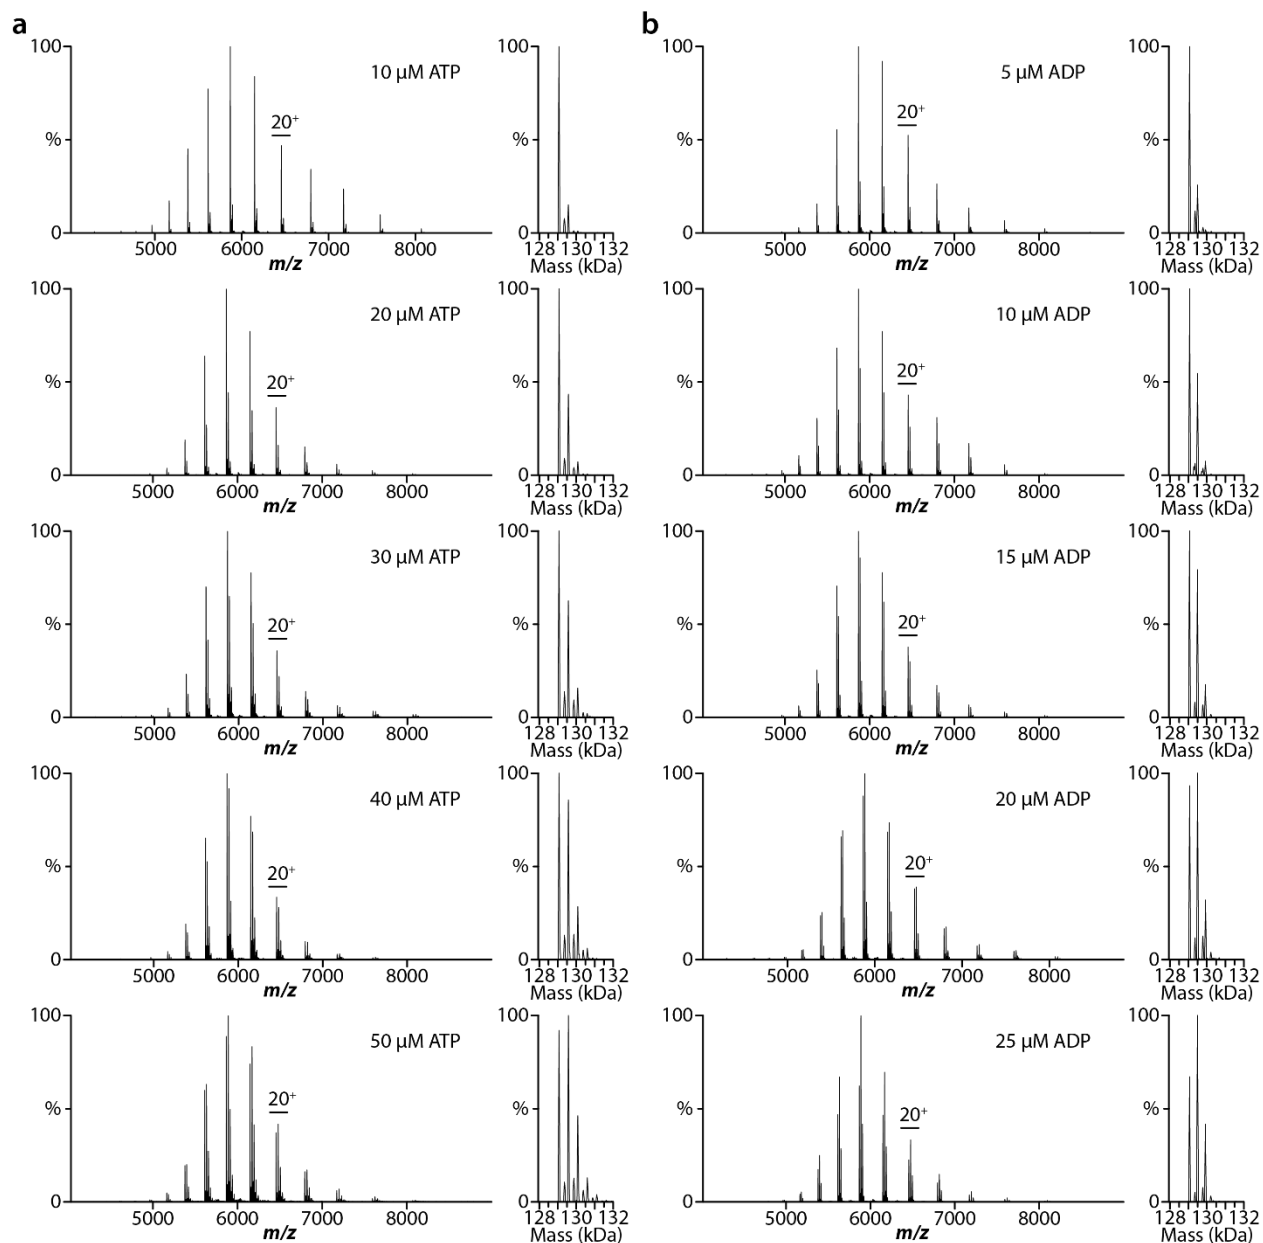 a
b
100
%
0
10 µM ATP
20+
5000 6000 7000 8000
m/z
100
%
0
128 130 132
Mass (kDa)
100
%
0
5 µM ADP
20+
5000 6000 7000 8000
m/z
100
%
0
128 130 132
Mass (kDa)
100
%
0
20 µM ATP
20+
5000 6000 7000 8000
m/z
100
%
0
128 130 132
Mass (kDa)
100
%
0
10 µM ADP
20+
5000 6000 7000 8000
m/z
100
%
0
128 130 132
Mass (kDa)
100
%
0
30 µM ATP
20+
5000 6000 7000 8000
m/z
100
%
0
128 130 132
Mass (kDa)
100
%
0
15 µM ADP
20+
5000 6000 7000 8000
m/z
100
%
0
128 130 132
Mass (kDa)
100
%
0
40 µM ATP
20+
5000 6000 7000 8000
m/z
100
%
0
128 130 132
Mass (kDa)
100
%
0
20 µM ADP
20+
5000 6000 7000 8000
m/z
100
%
0
128 130 132
Mass (kDa)
100
%
0
50 µM ATP
20+
5000 6000 7000 8000
m/z
100
%
0
128 130 132
Mass (kDa)
100
%
0
25 µM ADP
20+
5000 6000 7000 8000
m/z
100
%
0
128 130 132
Mass (kDa)